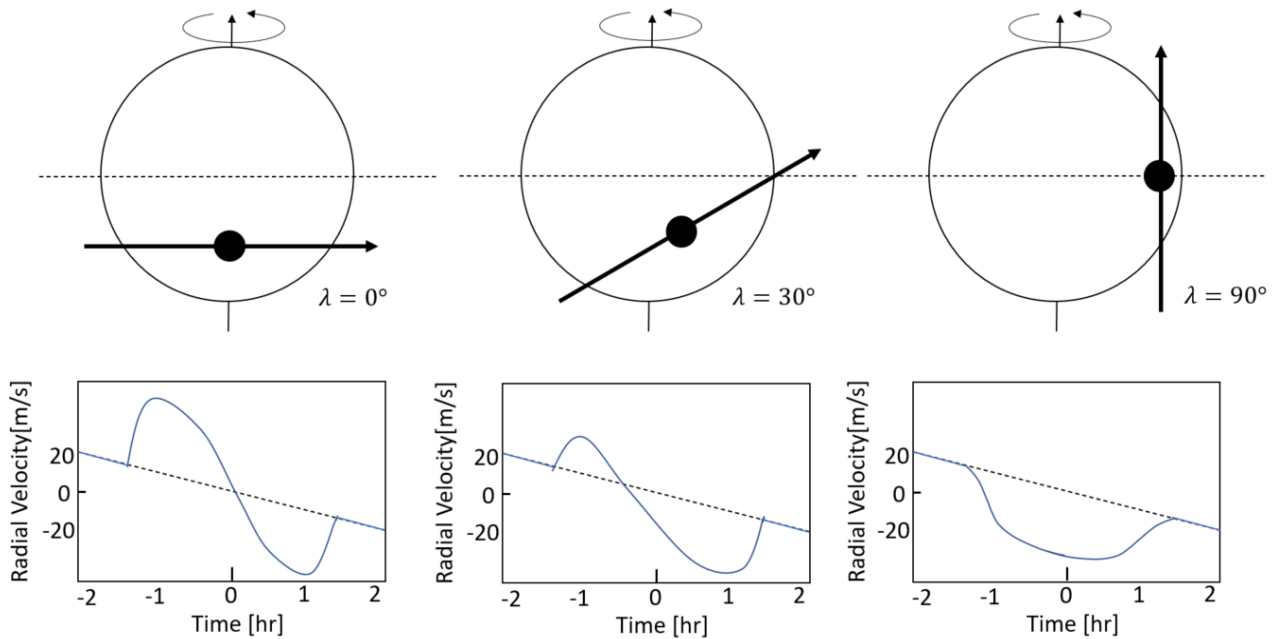 λ = 0°
λ = 30°
λ = 90°
Radial Velocity[m/s]
20
0
-20
-2
-1
0
1
2
Time [hr]
Radial Velocity[m/s]
20
0
-20
-2
-1
0
1
2
Time [hr]
Radial Velocity[m/s]
20
0
-20
-2
-1
0
1
2
Time [hr]